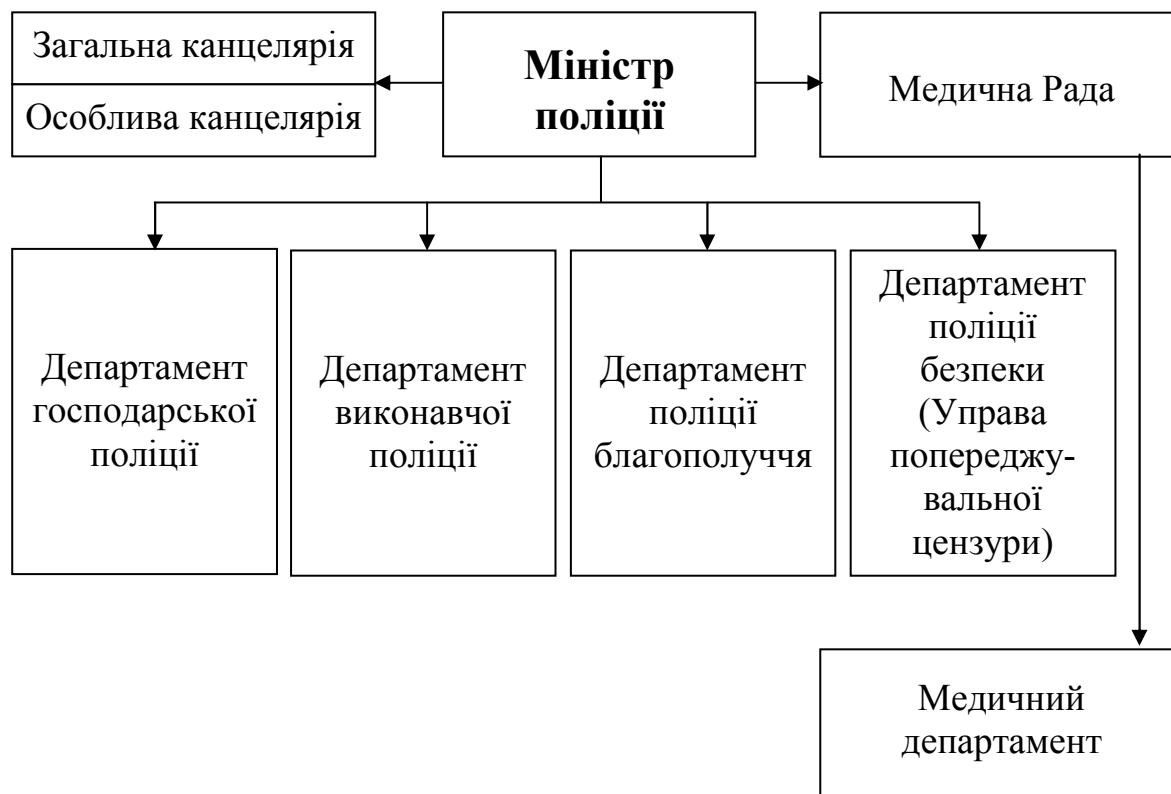 Загальна канцелярія
Особлива канцелярія
Міністр
поліції
Медична Рада
Департамент
господарської
поліції
Департамент
виконавчої
поліції
Департамент
поліції
благополуччя
Департамент
поліції
безпеки
(Управа
попереджу-
вальної
цензури)
Медичний
департамент